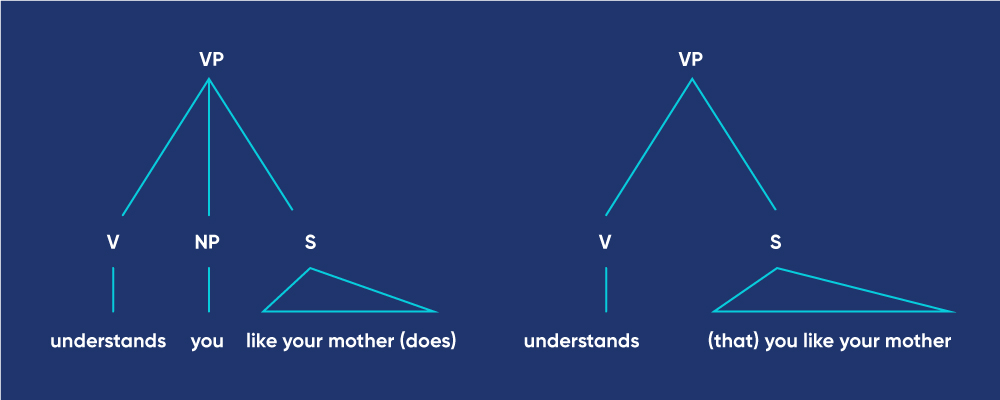 VP VP
V NP S V S
understands you like your mother (does) understands (that) you like your mother